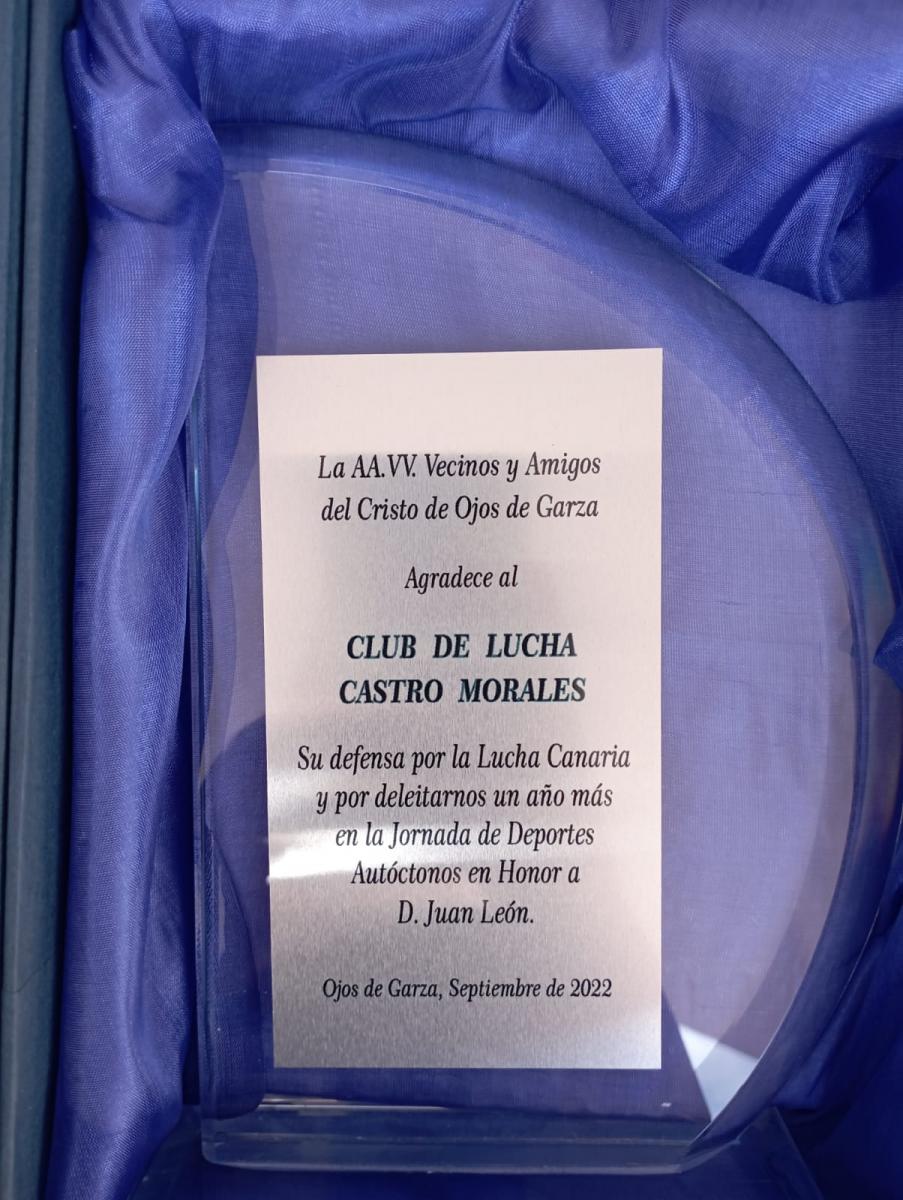 La AA.VV. Vecinos y Amigos
del Cristo de Ojos de Garza
Agradece al
CLUB DE LUCHA
CASTRO MORALES
Su defensa por la Lucha Canaria
y por deleitarnos un año más
en la Jornada de Deportes
Autóctonos en Honor a
D. Juan León.
Ojos de Garza, Septiembre de 2022